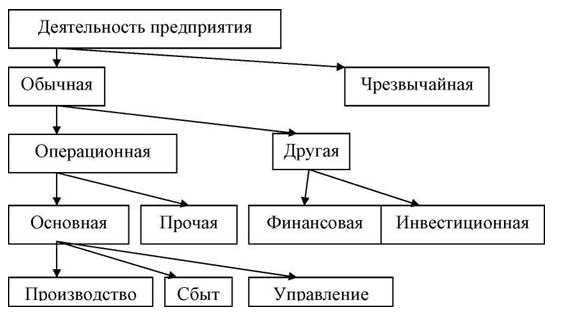 Деятельность предприятия
Обычная
Чрезвычайная
Операционная
Другая
Основная
Прочая
Финансовая
Инвестиционная
Производство
Сбыт
Управление